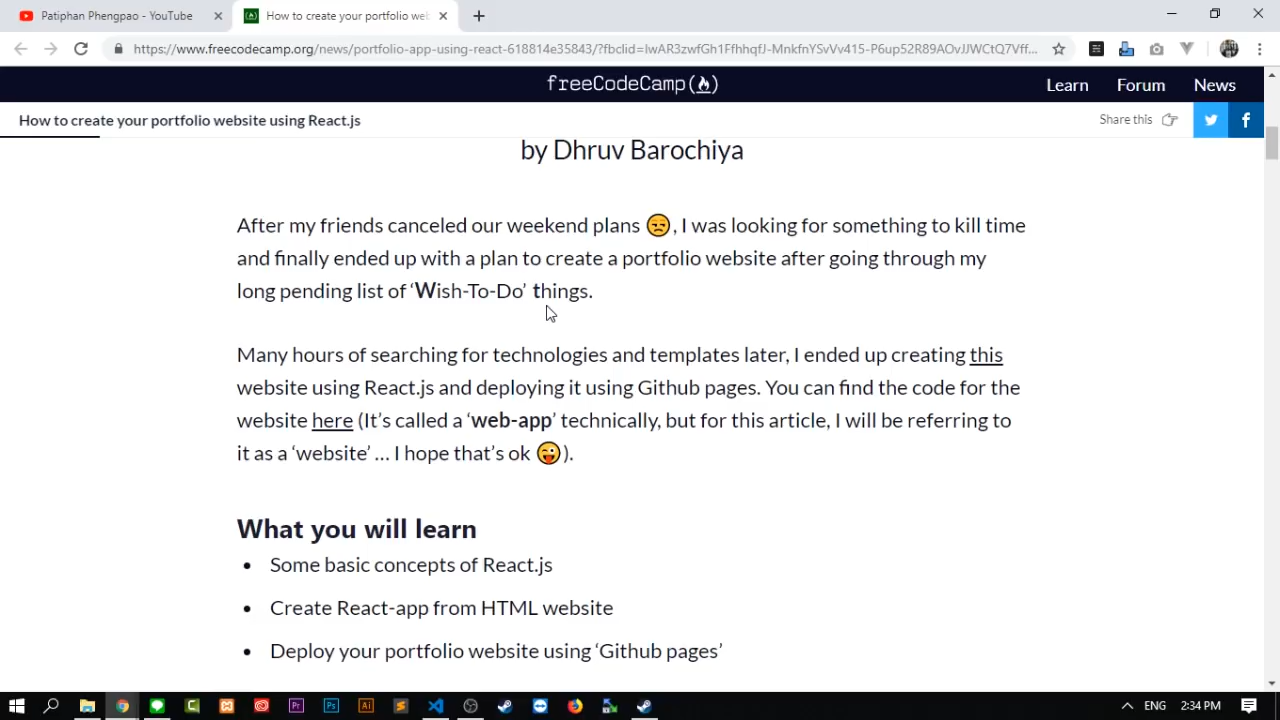 Patiphan Phengpao - YouTube
How to create your portfolio web
https://www.freecodecamp.org/news/portfolio-app-using-react-618814e35843/?fbclid=IwAR3zwfGh1FfhhqfJ-MnkfnYSvVv415-P6up52R89AOvJJWCtQ7Vff...
freeCodeCamp
Learn Forum News
How to create your portfolio website using React.js
Share this
by Dhruv Barochiya
After my friends canceled our weekend plans 😒, I was looking for something to kill time
and finally ended up with a plan to create a portfolio website after going through my
long pending list of ‘Wish-To-Do’ things.
Many hours of searching for technologies and templates later, I ended up creating this
website using React.js and deploying it using Github pages. You can find the code for the
website here (It’s called a ‘web-app’ technically, but for this article, I will be referring to
it as a ‘website’ … I hope that’s ok 😜).
What you will learn
• Some basic concepts of React.js
• Create React-app from HTML website
• Deploy your portfolio website using ‘Github pages’
Pr Ps Ai
ENG 2:34 PM